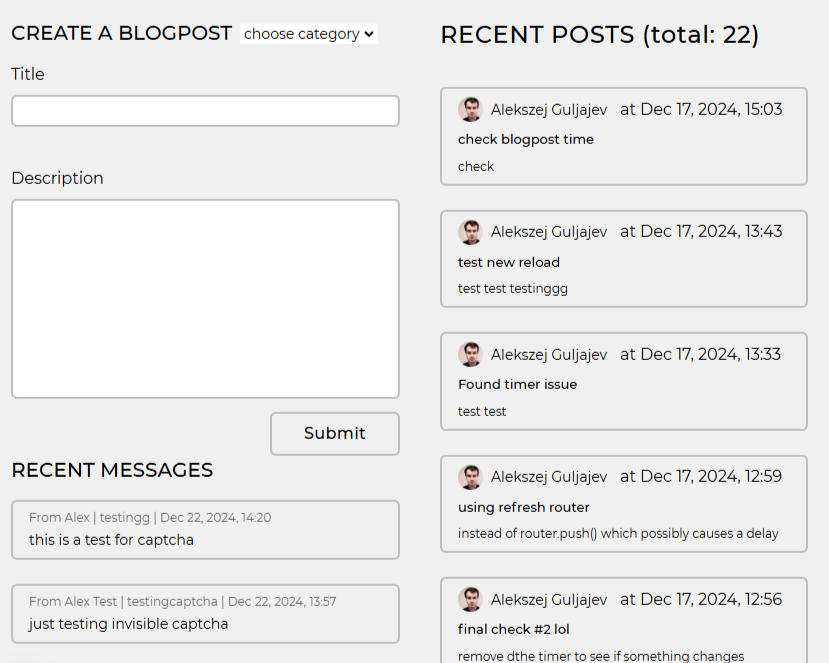 CREATE A BLOGPOST choose category
Title
Description
Submit
RECENT MESSAGES
From Alex | testingg | Dec 22, 2024, 14:20
this is a test for captcha
From Alex Test | testingcaptcha | Dec 22, 2024, 13:57
just testing invisible captcha
RECENT POSTS (total: 22)
Alekszej Guljajev at Dec 17, 2024, 15:03
check blogpost time
check
Alekszej Guljajev at Dec 17, 2024, 13:43
test new reload
test test testinggg
Alekszej Guljajev at Dec 17, 2024, 13:33
Found timer issue
test test
Alekszej Guljajev at Dec 17, 2024, 12:59
using refresh router
instead of router.push() which possibly causes a delay
Alekszej Guljajev at Dec 17, 2024, 12:56
final check #2 lol
remove dthe timer to see if something changes